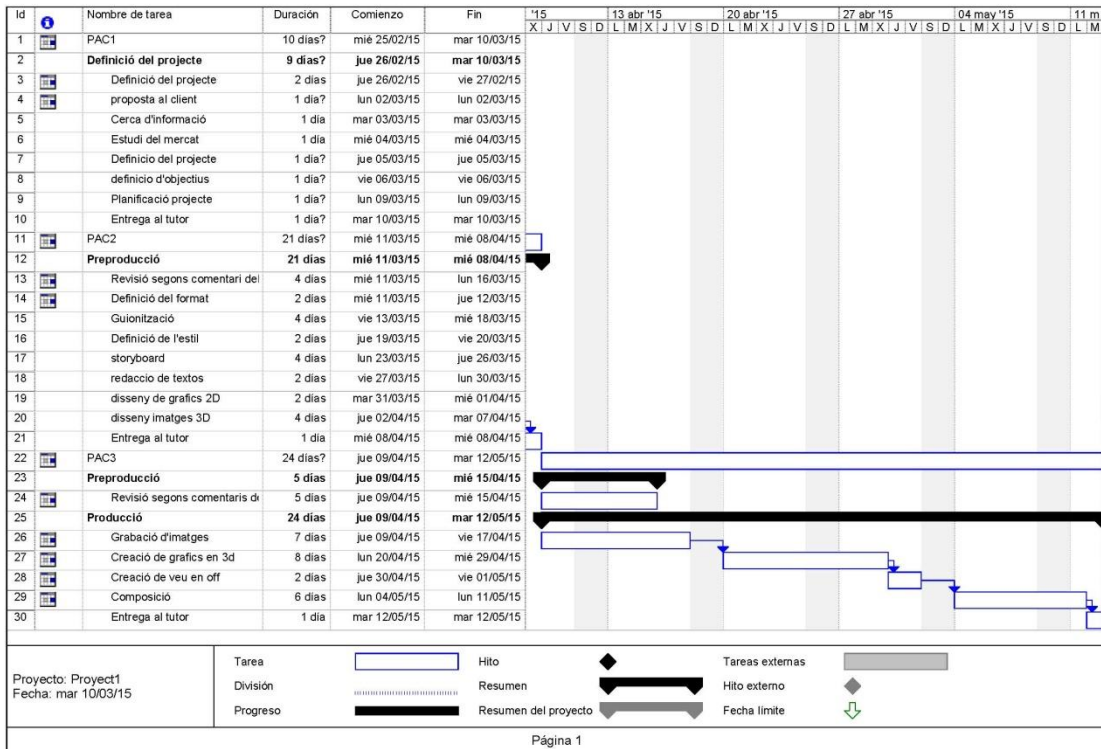 Id Nombre de tarea Duración Comienzo Fin '15 13 abr '15 20 abr '15 27 abr '15 04 may '15 11 m
X J V S D L M X J V S D L M X J V S D L M X J V S D L M X J V S D L M
1 PAC1 10 días? mié 25/02/15 mar 10/03/15
2 Definició del projecte 9 días? jue 26/02/15 mar 10/03/15
3 Definició del projecte 2 días jue 26/02/15 vie 27/02/15
4 proposta al client 1 día? lun 02/03/15 lun 02/03/15
5 Cerca d'informació 1 día mar 03/03/15 mar 03/03/15
6 Estudi del mercat 1 día mié 04/03/15 mié 04/03/15
7 Definicio del projecte 1 día? jue 05/03/15 jue 05/03/15
8 definicio d'objectius 1 día? vie 06/03/15 vie 06/03/15
9 Planificació projecte 1 día? lun 09/03/15 lun 09/03/15
10 Entrega al tutor 1 día? mar 10/03/15 mar 10/03/15
11 PAC2 21 días? mié 11/03/15 mié 08/04/15
12 Preproducció 21 días mié 11/03/15 mié 08/04/15
13 Revisió segons comentari del 4 días mié 11/03/15 lun 16/03/15
14 Definició del format 2 días mié 11/03/15 jue 12/03/15
15 Guionització 4 días vie 13/03/15 mié 18/03/15
16 Definició de l'estil 2 días jue 19/03/15 vie 20/03/15
17 storyboard 4 días lun 23/03/15 jue 26/03/15
18 redaccio de textos 2 días vie 27/03/15 lun 30/03/15
19 disseny de grafics 2D 2 días mar 31/03/15 mié 01/04/15
20 disseny imatges 3D 4 días jue 02/04/15 mar 07/04/15
21 Entrega al tutor 1 día mié 08/04/15 mié 08/04/15
22 PAC3 24 días? jue 09/04/15 mar 12/05/15
23 Preproducció 5 días jue 09/04/15 mié 15/04/15
24 Revisió segons comentaris de 5 días jue 09/04/15 mié 15/04/15
25 Producció 24 días jue 09/04/15 mar 12/05/15
26 Grabació d'imatges 7 días jue 09/04/15 vie 17/04/15
27 Creació de grafics en 3d 8 días lun 20/04/15 mié 29/04/15
28 Creació de veu en off 2 días jue 30/04/15 vie 01/05/15
29 Composició 6 días lun 04/05/15 lun 11/05/15
30 Entrega al tutor 1 día mar 12/05/15 mar 12/05/15
Proyecto: Proyect1
Fecha: mar 10/03/15
Tarea Hito Tareas externas
División Resumen Hito externo
Progreso Resumen del proyecto Fecha límite
Página 1